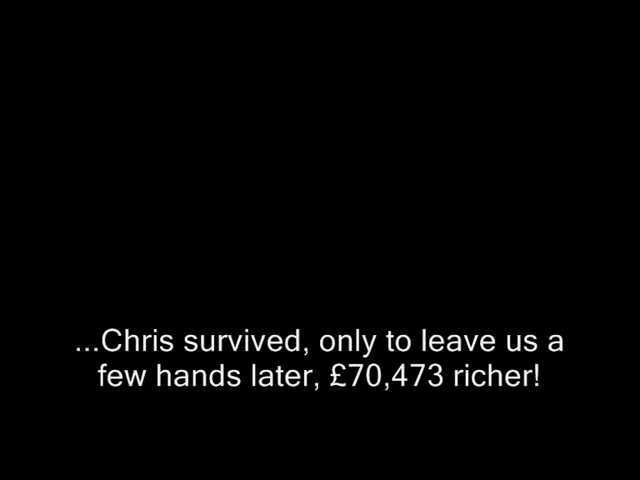 ...Chris survived, only to leave us a
few hands later, £70,473 richer!